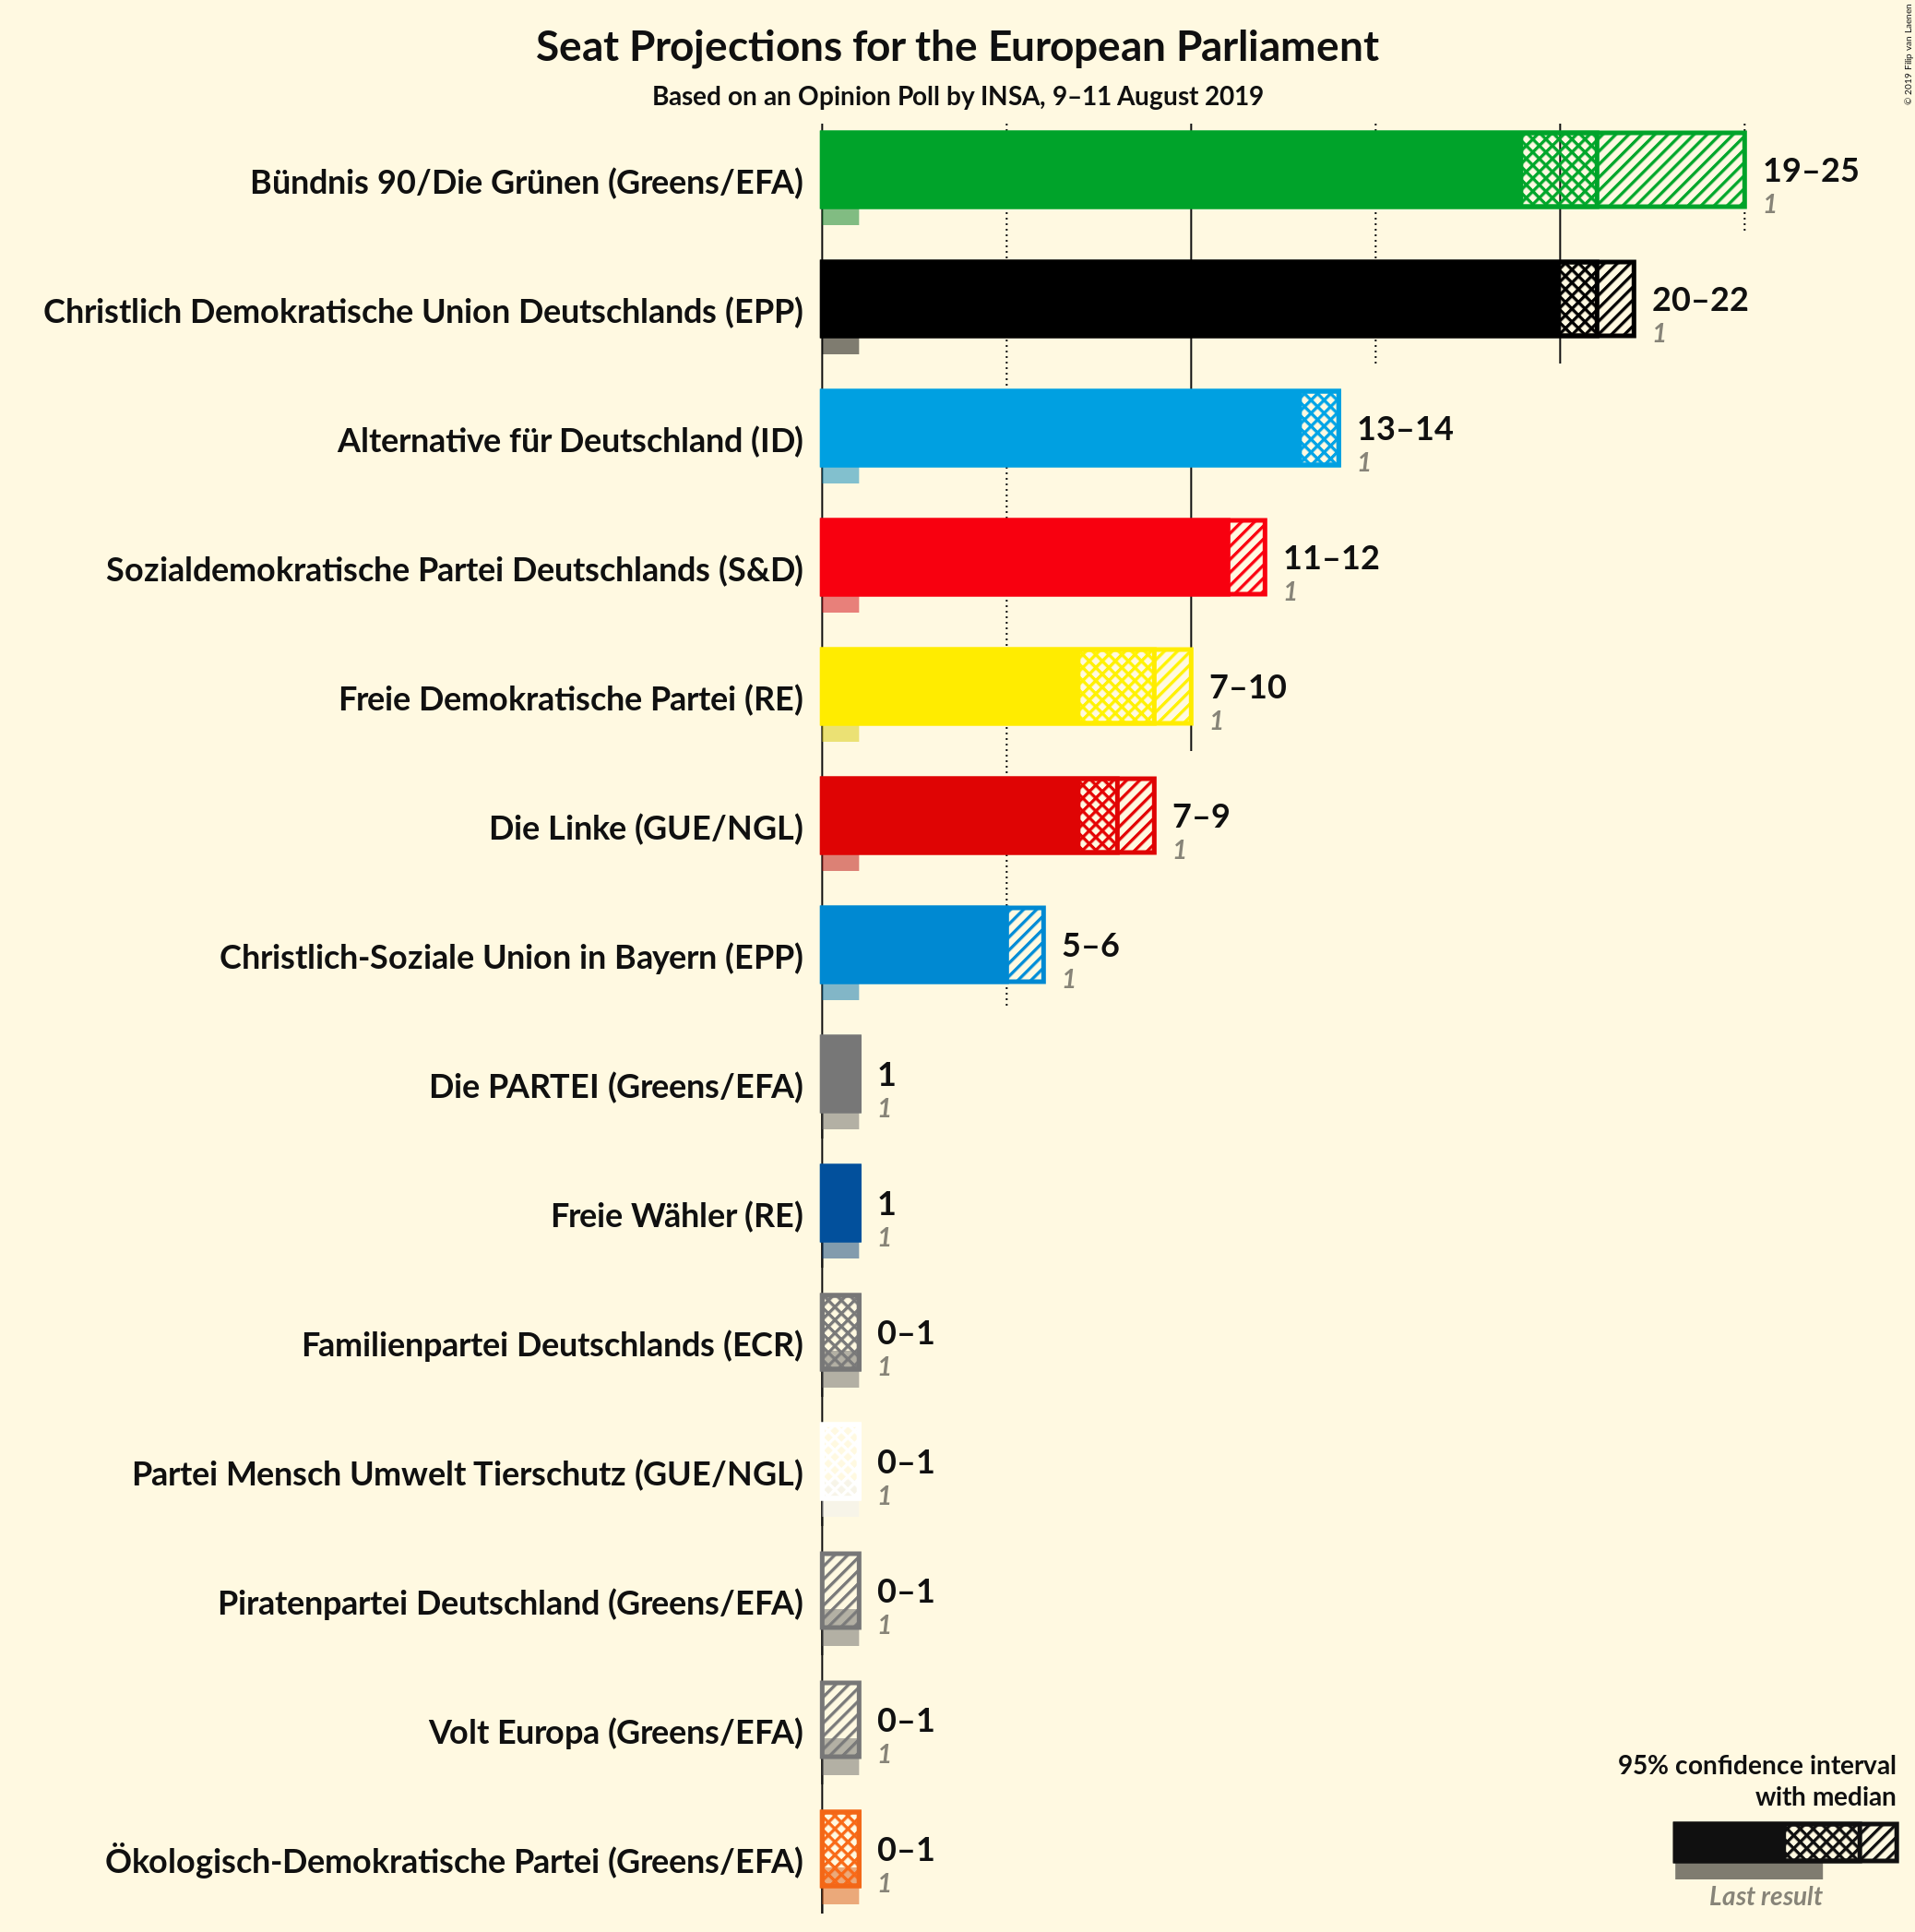 Seat Projections for the European Parliament
Based on an Opinion Poll by INSA, 9–11 August 2019
© 2019 Filip van Laenen
Bündnis 90/Die Grünen (Greens/EFA)
19–25
1
Christlich Demokratische Union Deutschlands (EPP)
20–22
1
Alternative für Deutschland (ID)
13–14
1
Sozialdemokratische Partei Deutschlands (S&D)
11–12
1
Freie Demokratische Partei (RE)
7–10
1
Die Linke (GUE/NGL)
7–9
1
Christlich-Soziale Union in Bayern (EPP)
5–6
1
Die PARTEI (Greens/EFA)
1
1
Freie Wähler (RE)
1
1
Familienpartei Deutschlands (ECR)
0–1
1
Partei Mensch Umwelt Tierschutz (GUE/NGL)
0–1
1
Piratenpartei Deutschland (Greens/EFA)
0–1
1
Volt Europa (Greens/EFA)
0–1
1
Ökologisch-Demokratische Partei (Greens/EFA)
0–1
1
95% confidence interval
with median
Last result